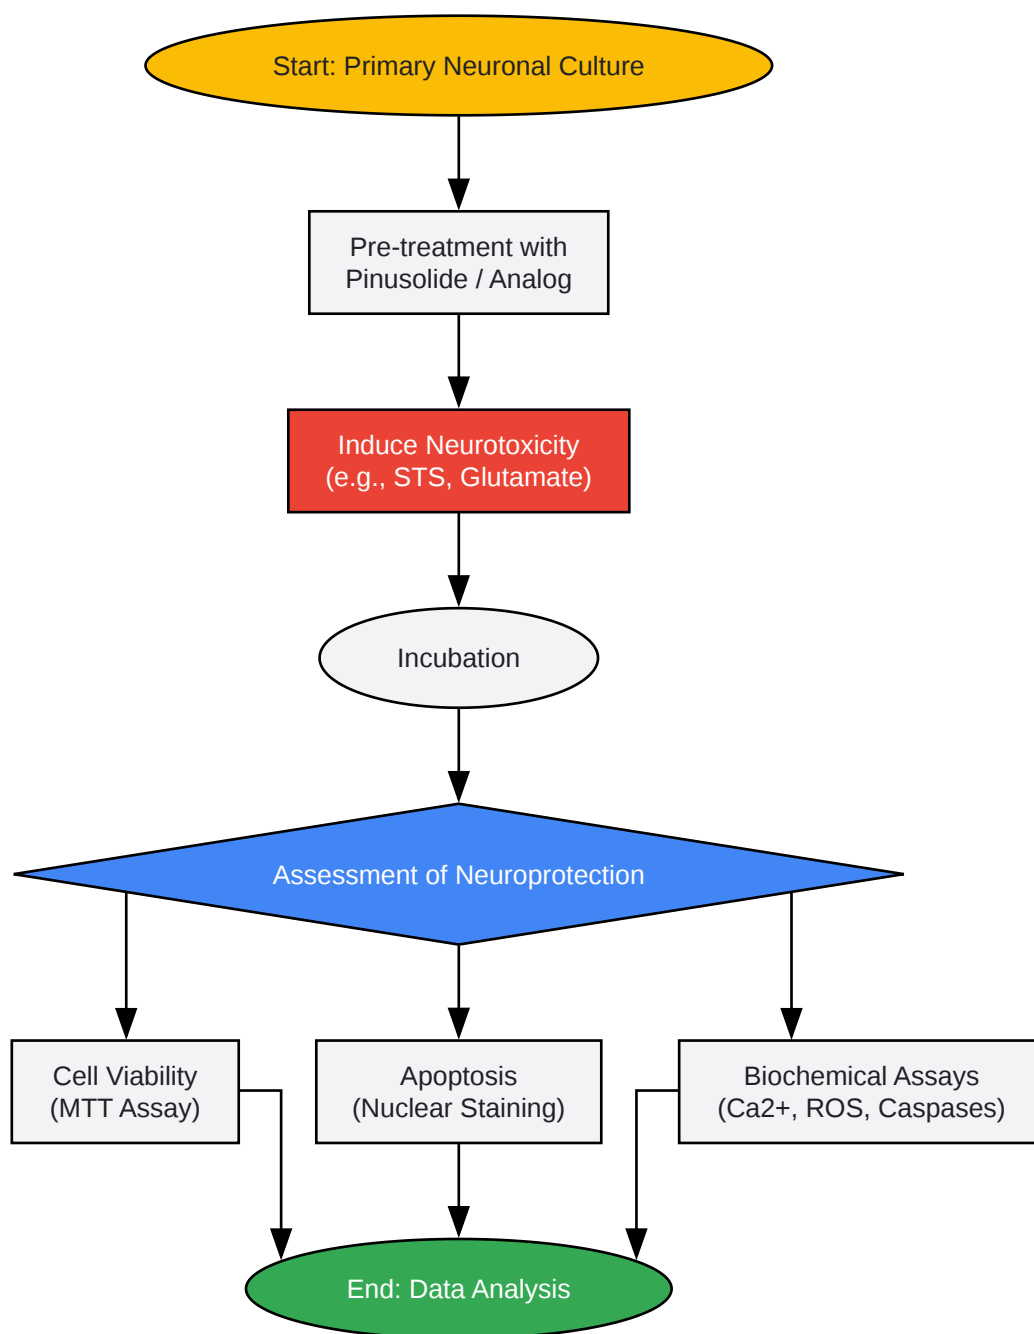 Start: Primary Neuronal Culture
Pre-treatment with
Pinusolide / Analog
Induce Neurotoxicity
(e.g., STS, Glutamate)
Incubation
Assessment of Neuroprotection
Cell Viability
(MTT Assay)
Apoptosis
(Nuclear Staining)
Biochemical Assays
(Ca2+, ROS, Caspases)
End: Data Analysis